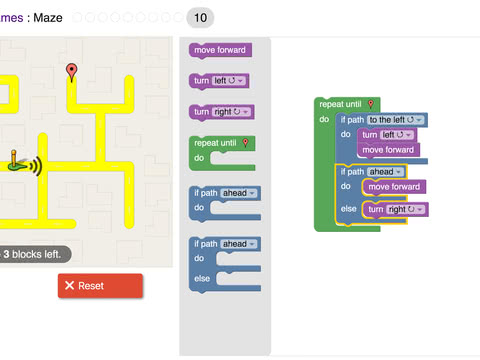 mes : Maze 10
move forward
turn left ↺
turn right ↻
repeat until
do
if path ahead
do
if path ahead
do
else
3 blocks left.
Reset
repeat until
do
if path to the left ↺
do
turn left ↺
move forward
if path ahead
do
move forward
else
turn right ↻